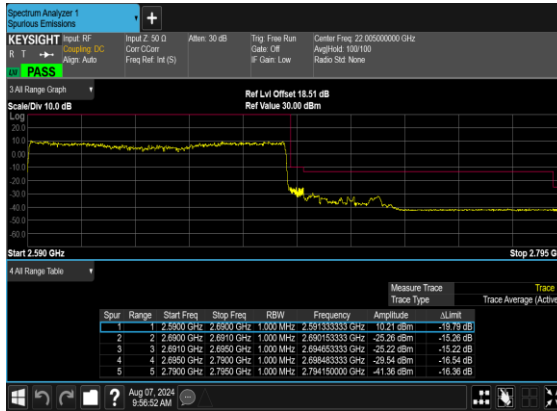 Spectrum Analyzer 1
Spurious Emissions
KEYSIGHT Input: RF Input Z: 50 Ω Atten: 30 dB Trig: Free Run Center Freq: 22.005000000 GHz
R T Coupling: DC Corr CCorr Gate: Off Avg|Hold: 100/100
Align: Auto Freq Ref: Int (S) IF Gain: Low Radio Std: None
PASS
3 All Range Graph
Ref Lvl Offset 18.51 dB
Scale/Div 10.0 dB Ref Value 30.00 dBm
Log
20.0
10.0
0.00
-10.0
-20.0
-30.0
-40.0
-50.0
-60.0
Start 2.590 GHz Stop 2.795 G
4 All Range Table
Measure Trace Trace
Trace Type Trace Average (Active
Spur Range Start Freq Stop Freq RBW Frequency Amplitude ΔLimit
1 1 2.5900 GHz 2.6900 GHz 1.000 MHz 2.591333333 GHz 10.21 dBm -19.79 dB
2 2 2.6900 GHz 2.6910 GHz 1.000 MHz 2.690153333 GHz -25.26 dBm -15.26 dB
3 3 2.6910 GHz 2.6950 GHz 1.000 MHz 2.694653333 GHz -25.22 dBm -15.22 dB
4 4 2.6950 GHz 2.7900 GHz 1.000 MHz 2.698483333 GHz -29.54 dBm -16.54 dB
5 5 2.7900 GHz 2.7950 GHz 1.000 MHz 2.794150000 GHz -41.36 dBm -16.36 dB
Aug 07, 2024
9:56:52 AM